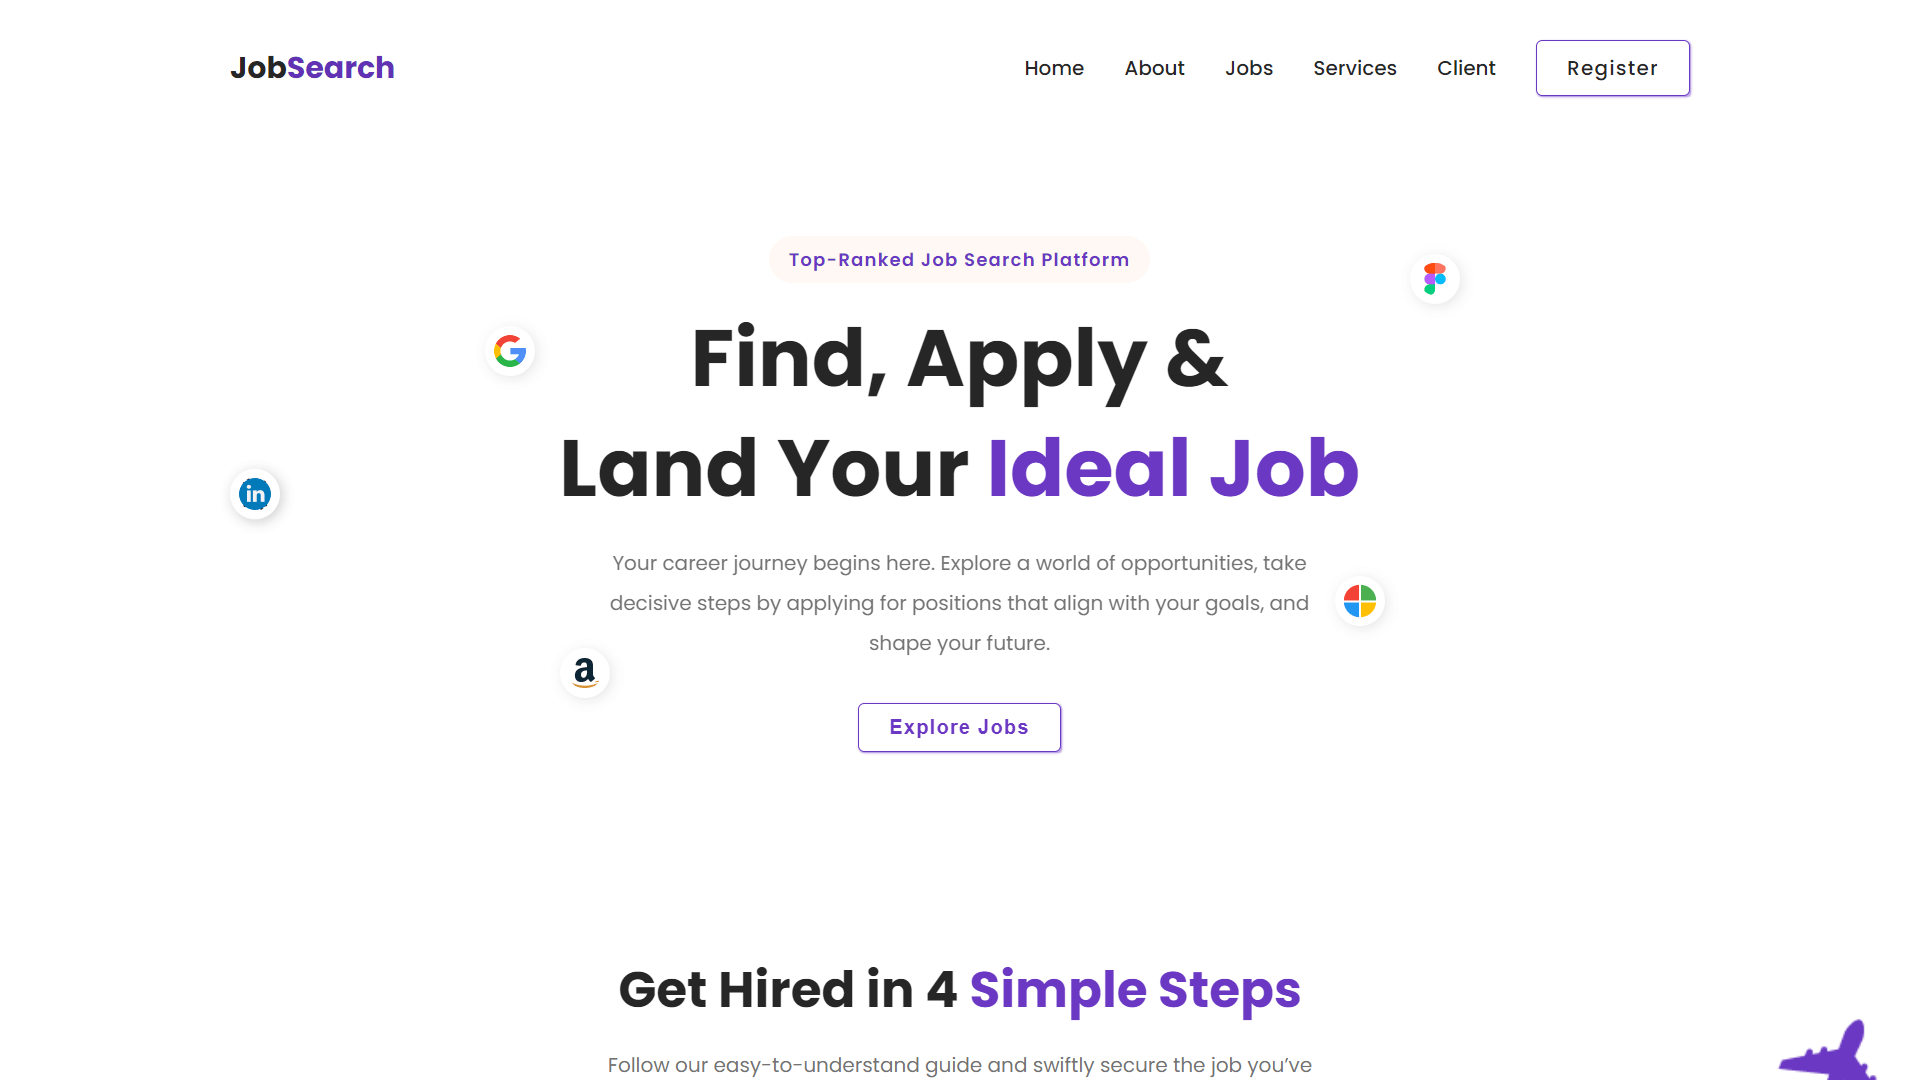 JobSearch
Home
About
Jobs
Services
Client
Register
Top-Ranked Job Search Platform
Find, Apply &
Land Your Ideal Job
Your career journey begins here. Explore a world of opportunities, take
decisive steps by applying for positions that align with your goals, and
shape your future.
Explore Jobs
Get Hired in 4 Simple Steps
Follow our easy-to-understand guide and swiftly secure the job you’ve